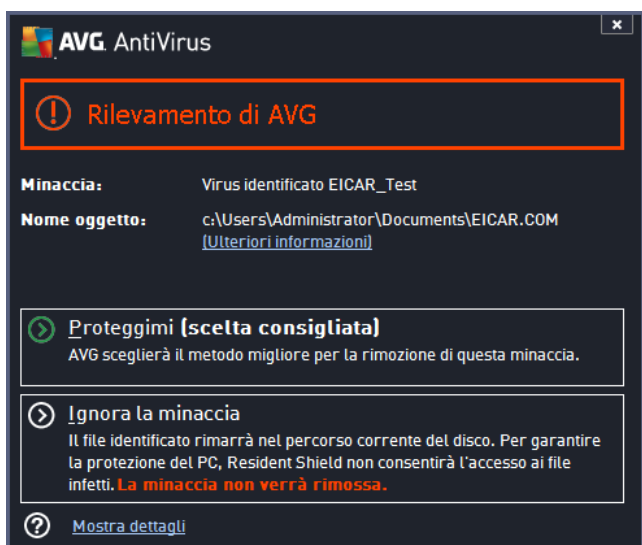 AVG. AntiVirus
Rilevamento di AVG
Minaccia: Virus identificato EICAR_Test
Nome oggetto: c:\Users\Administrator\Documents\EICAR.COM
(Ulteriori informazioni)
Proteggimi (scelta consigliata)
AVG sceglierà il metodo migliore per la rimozione di questa minaccia.
Ignora la minaccia
Il file identificato rimarrà nel percorso corrente del disco. Per garantire
la protezione del PC, Resident Shield non consentirà l'accesso ai file
infetti. La minaccia non verrà rimossa.
Mostra dettagli